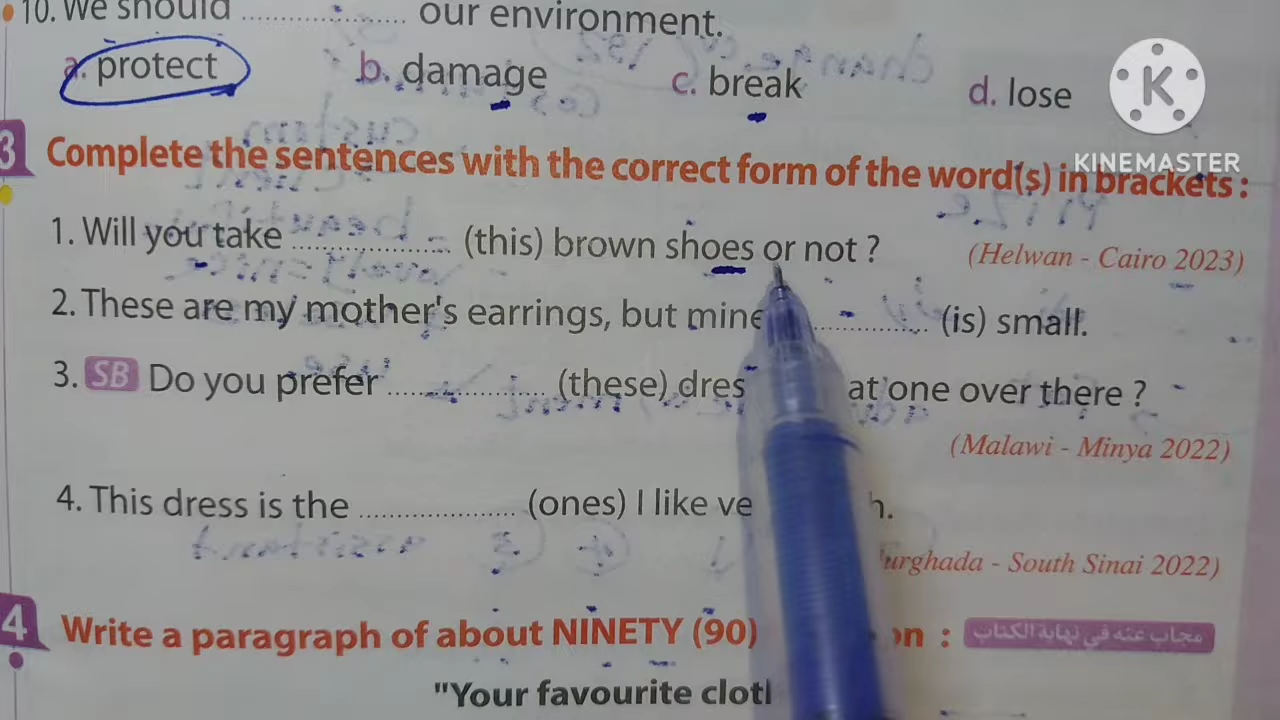 10. We should .................. our environment.
a. protect b. damage c. break d. lose
KINEMASTER
3 Complete the sentences with the correct form of the word(s) in brackets :
1. Will you take .................. (this) brown shoes or not ? (Helwan - Cairo 2023)
2. These are my mother's earrings, but mine .................. (is) small.
3. SB Do you prefer .................. (these) dres at one over there ?
(Malawi - Minya 2022)
4. This dress is the .................. (ones) I like ve h.
urghada - South Sinai 2022)
4 Write a paragraph of about NINETY (90) on : مجاب عنه في نهاية الكتاب
"Your favourite clot